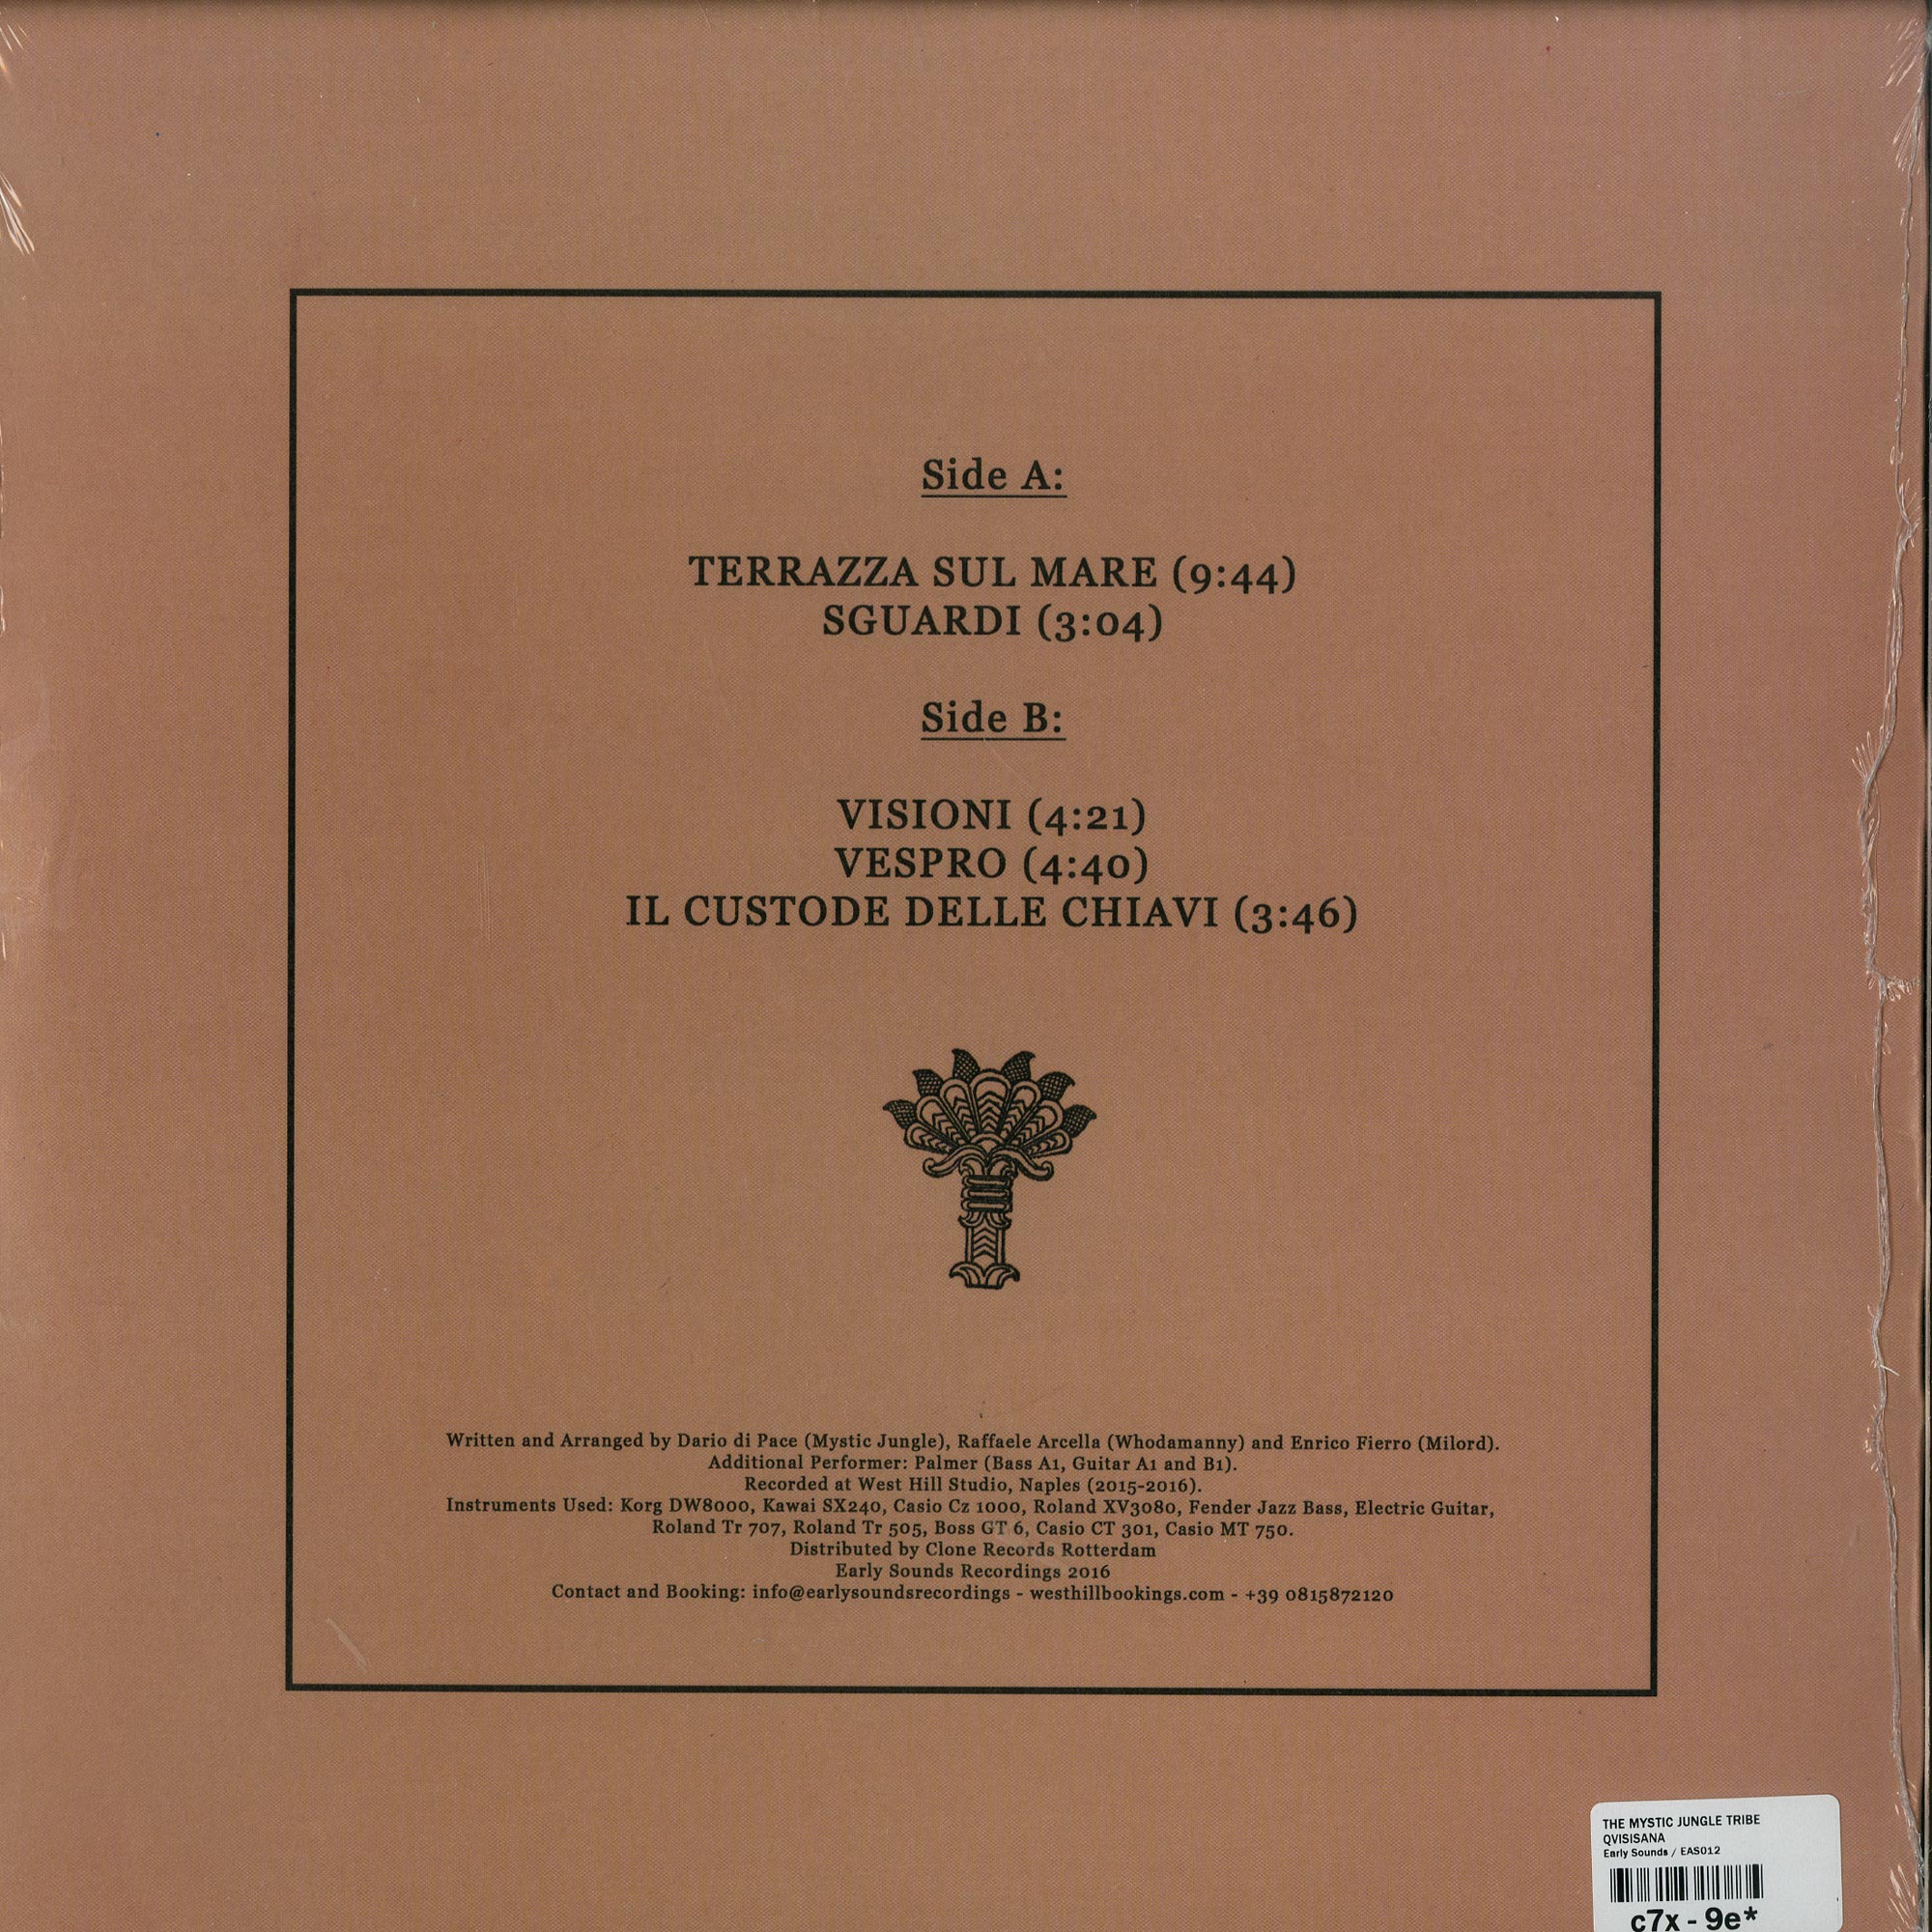 Side A:
TERRAZZA SUL MARE (9:44)
SGUARDI (3:04)
Side B:
VISIONI (4:21)
VESPRO (4:40)
IL CUSTODE DELLE CHIAVI (3:46)
Written and Arranged by Dario di Pace (Mystic Jungle), Raffaele Arcella (Whodamanny) and Enrico Fierro (Milord).
Additional Performer: Palmer (Bass A1, Guitar A1 and B1).
Recorded at West Hill Studio, Naples (2015-2016).
Instruments Used: Korg DW8000, Kawai SX240, Casio Cz 1000, Roland XV3080, Fender Jazz Bass, Electric Guitar,
Roland Tr 707, Roland Tr 505, Boss GT 6, Casio CT 301, Casio MT 750.
Distributed by Clone Records Rotterdam
Early Sounds Recordings 2016
Contact and Booking: info@earlysoundsrecordings - westhillbookings.com - +39 0815872120
THE MYSTIC JUNGLE TRIBE
QVISISANA
Early Sounds / EAS012
c7x - 9e*